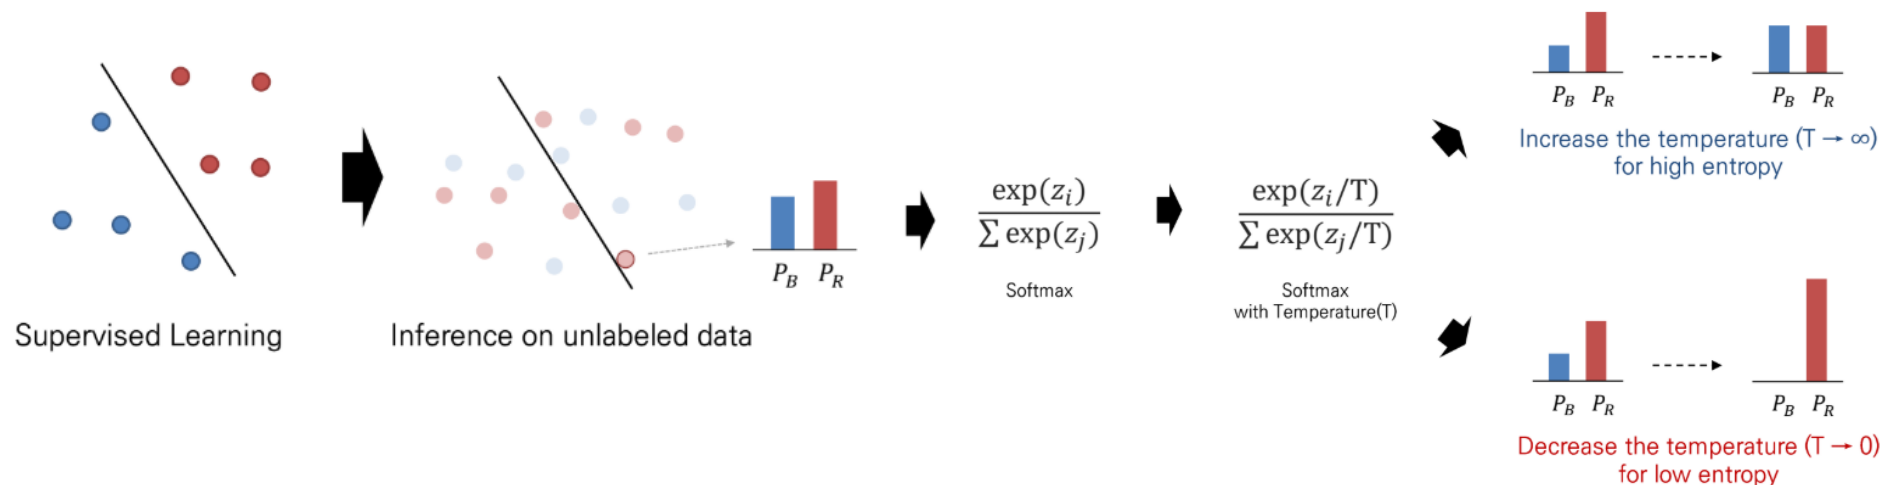 Supervised Learning
Inference on unlabeled data
P_B P_R
exp(z_i)
∑ exp(z_j)
Softmax
exp(z_i/T)
∑ exp(z_j/T)
Softmax
with Temperature(T)
P_B P_R
P_B P_R
Increase the temperature (T → ∞)
for high entropy
P_B P_R
P_B P_R
Decrease the temperature (T → 0)
for low entropy